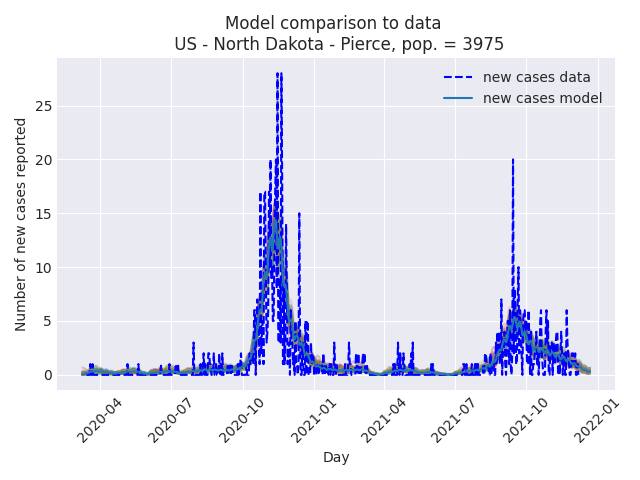 Model comparison to data
US - North Dakota - Pierce, pop. = 3975
new cases data
new cases model
Number of new cases reported
25
20
15
10
5
0
2020-04
2020-07
2020-10
2021-01
2021-04
2021-07
2021-10
2022-01
Day